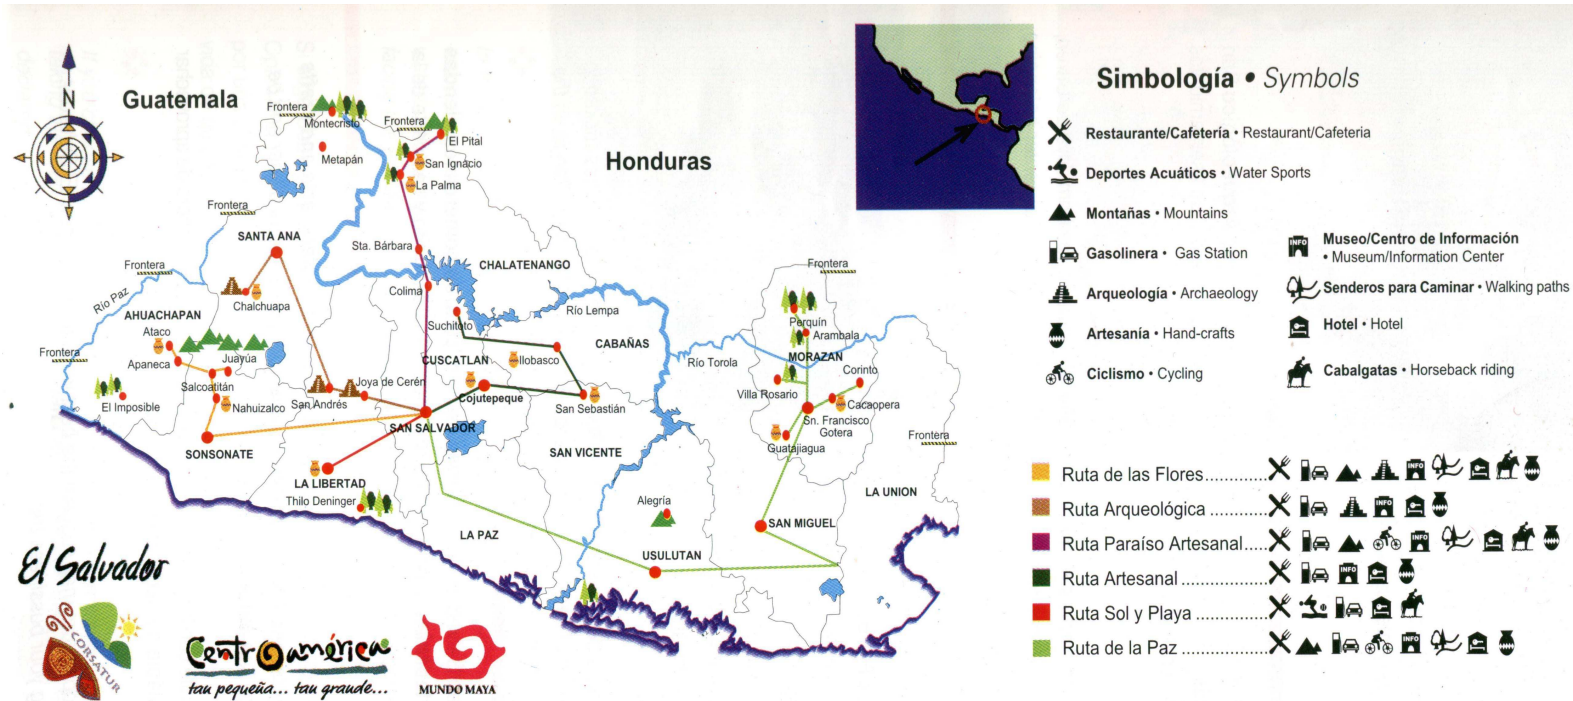 N
Guatemala
Honduras
Frontera
Montecristo
Metapán
Frontera
El Pital
San Ignácio
La Palma
Frontera
SANTA ANA
Sta. Bárbara
CHALATENANGO
Frontera
Frontera
Río Paz
Chalchuapa
Colima
Río Lempa
AHUACHAPAN
Ataco
Suchitoto
CABAÑAS
Perquín
Arambala
Frontera
Apaneca
Juayúa
CUSCATLAN
Ilobasco
Río Torola
MORAZAN
Salcoatitán
Joya de Cerén
Cojutepeque
Corinto
El Imposible
Nahuizalco
San Andrés
San Sebastián
Villa Rosario
Cacaopera
SAN SALVADOR
Sn. Francisco
Gotera
SONSONATE
SAN VICENTE
Guatajiagua
Frontera
LA LIBERTAD
Thilo Deninger
Alegría
LA UNION
LA PAZ
SAN MIGUEL
USULUTAN
El Salvador
CORSATUR
Centroamérica
tan pequeña... tan grande...
MUNDO MAYA
Simbología • Symbols
Restaurante/Cafetería • Restaurant/Cafeteria
Deportes Acuáticos • Water Sports
Montañas • Mountains
Gasolinera • Gas Station
Arqueología • Archaeology
Artesanía • Hand-crafts
Ciclismo • Cycling
INFO
Museo/Centro de Información
• Museum/Information Center
Senderos para Caminar • Walking paths
Hotel • Hotel
Cabalgatas • Horseback riding
Ruta de las Flores............... INFO
Ruta Arqueológica .............. INFO
Ruta Paraíso Artesanal..... INFO
Ruta Artesanal .................... INFO
Ruta Sol y Playa .................
Ruta de la Paz .................... INFO